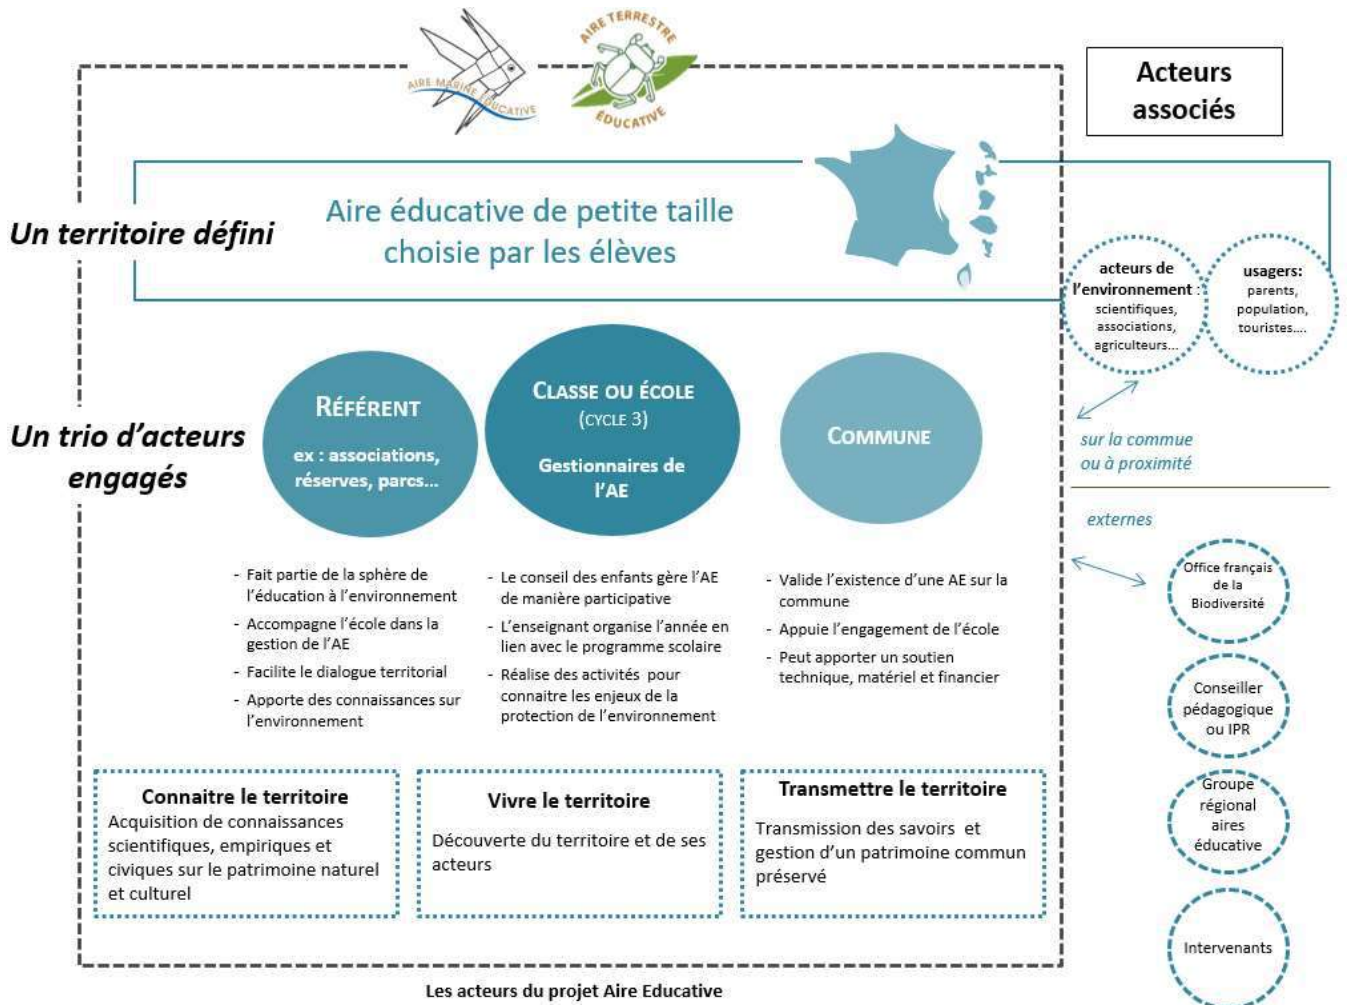 AIRE MARINE EDUCATIVE
AIRE TERRESTRE
ÉDUCATIVE
Acteurs
associés
Un territoire défini
Aire éducative de petite taille
choisie par les élèves
acteurs de
l'environnement :
scientifiques,
associations,
agriculteurs...
usagers:
parents,
population,
touristes....
Un trio d'acteurs
engagés
RÉFÉRENT
ex : associations,
réserves, parcs...
CLASSE OU ÉCOLE
(CYCLE 3)
Gestionnaires de
l'AE
COMMUNE
sur la commue
ou à proximité
externes
- Fait partie de la sphère de
l'éducation à l'environnement
- Accompagne l'école dans la
gestion de l'AE
- Facilite le dialogue territorial
- Apporte des connaissances sur
l'environnement
- Le conseil des enfants gère l'AE
de manière participative
- L'enseignant organise l'année en
lien avec le programme scolaire
- Réalise des activités pour
connaitre les enjeux de la
protection de l'environnement
- Valide l'existence d'une AE sur la
commune
- Appuie l'engagement de l'école
- Peut apporter un soutien
technique, matériel et financier
Office français
de la
Biodiversité
Conseiller
pédagogique
ou IPR
Groupe
régional
aires
éducative
Intervenants
Connaitre le territoire
Acquisition de connaissances
scientifiques, empiriques et
civiques sur le patrimoine naturel
et culturel
Vivre le territoire
Découverte du territoire et de ses
acteurs
Transmettre le territoire
Transmission des savoirs et
gestion d'un patrimoine commun
préservé
Les acteurs du projet Aire Educative